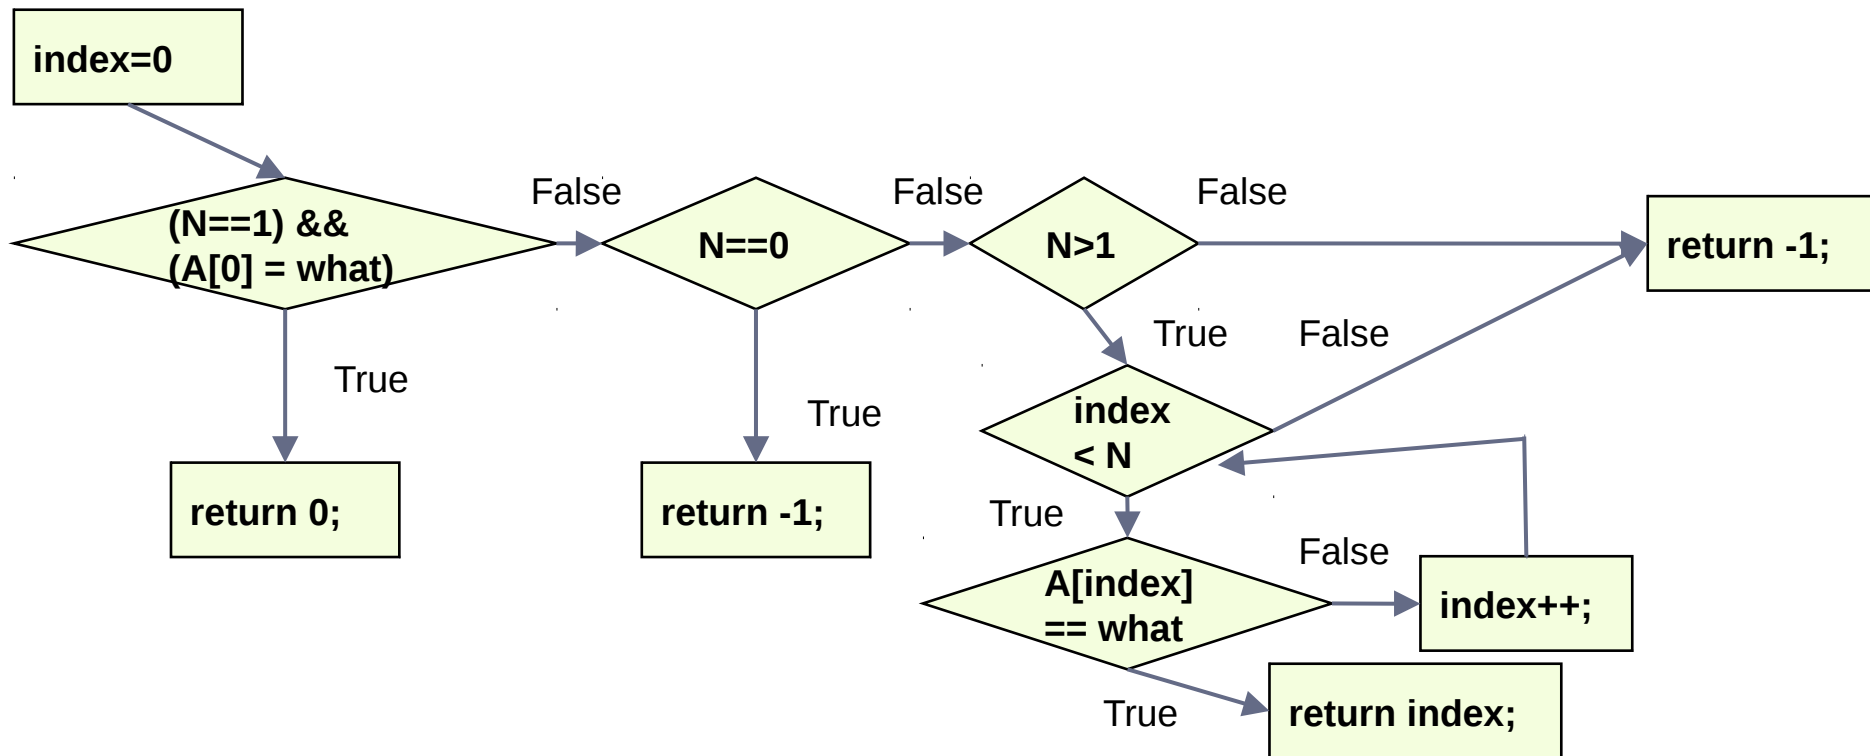 index=0
False
False
False
(N==1) &&
(A[0] = what)
N==0
N>1
return -1;
True
False
True
True
index
< N
return 0;
return -1;
True
False
A[index]
== what
index++;
True
return index;